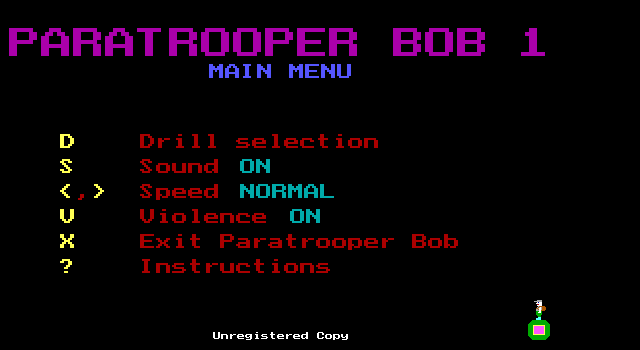 PARATROOPER BOB 1
MAIN MENU
D Drill selection
S Sound ON
<,> Speed NORMAL
V Violence ON
X Exit Paratrooper Bob
? Instructions
Unregistered Copy